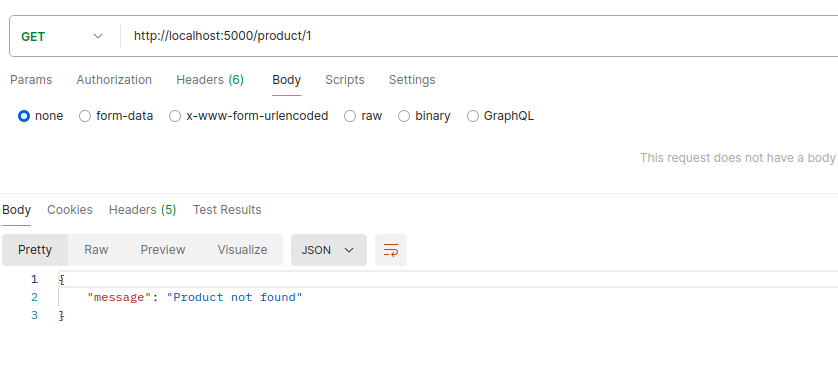 GET http://localhost:5000/product/1
Params Authorization Headers (6) Body Scripts Settings
none form-data x-www-form-urlencoded raw binary GraphQL
This request does not have a body
Body Cookies Headers (5) Test Results
Pretty Raw Preview Visualize JSON
1 {
2 "message": "Product not found"
3 }